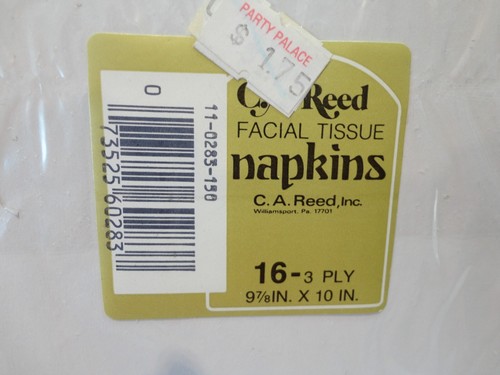 PARTY PALACE
$ 1.75
C.A. Reed
FACIAL TISSUE
napkins
C. A. Reed, Inc.
Williamsport, Pa. 17701
16-3 PLY
9⅞IN. X 10 IN.
0
73525 60283
11-0283-150